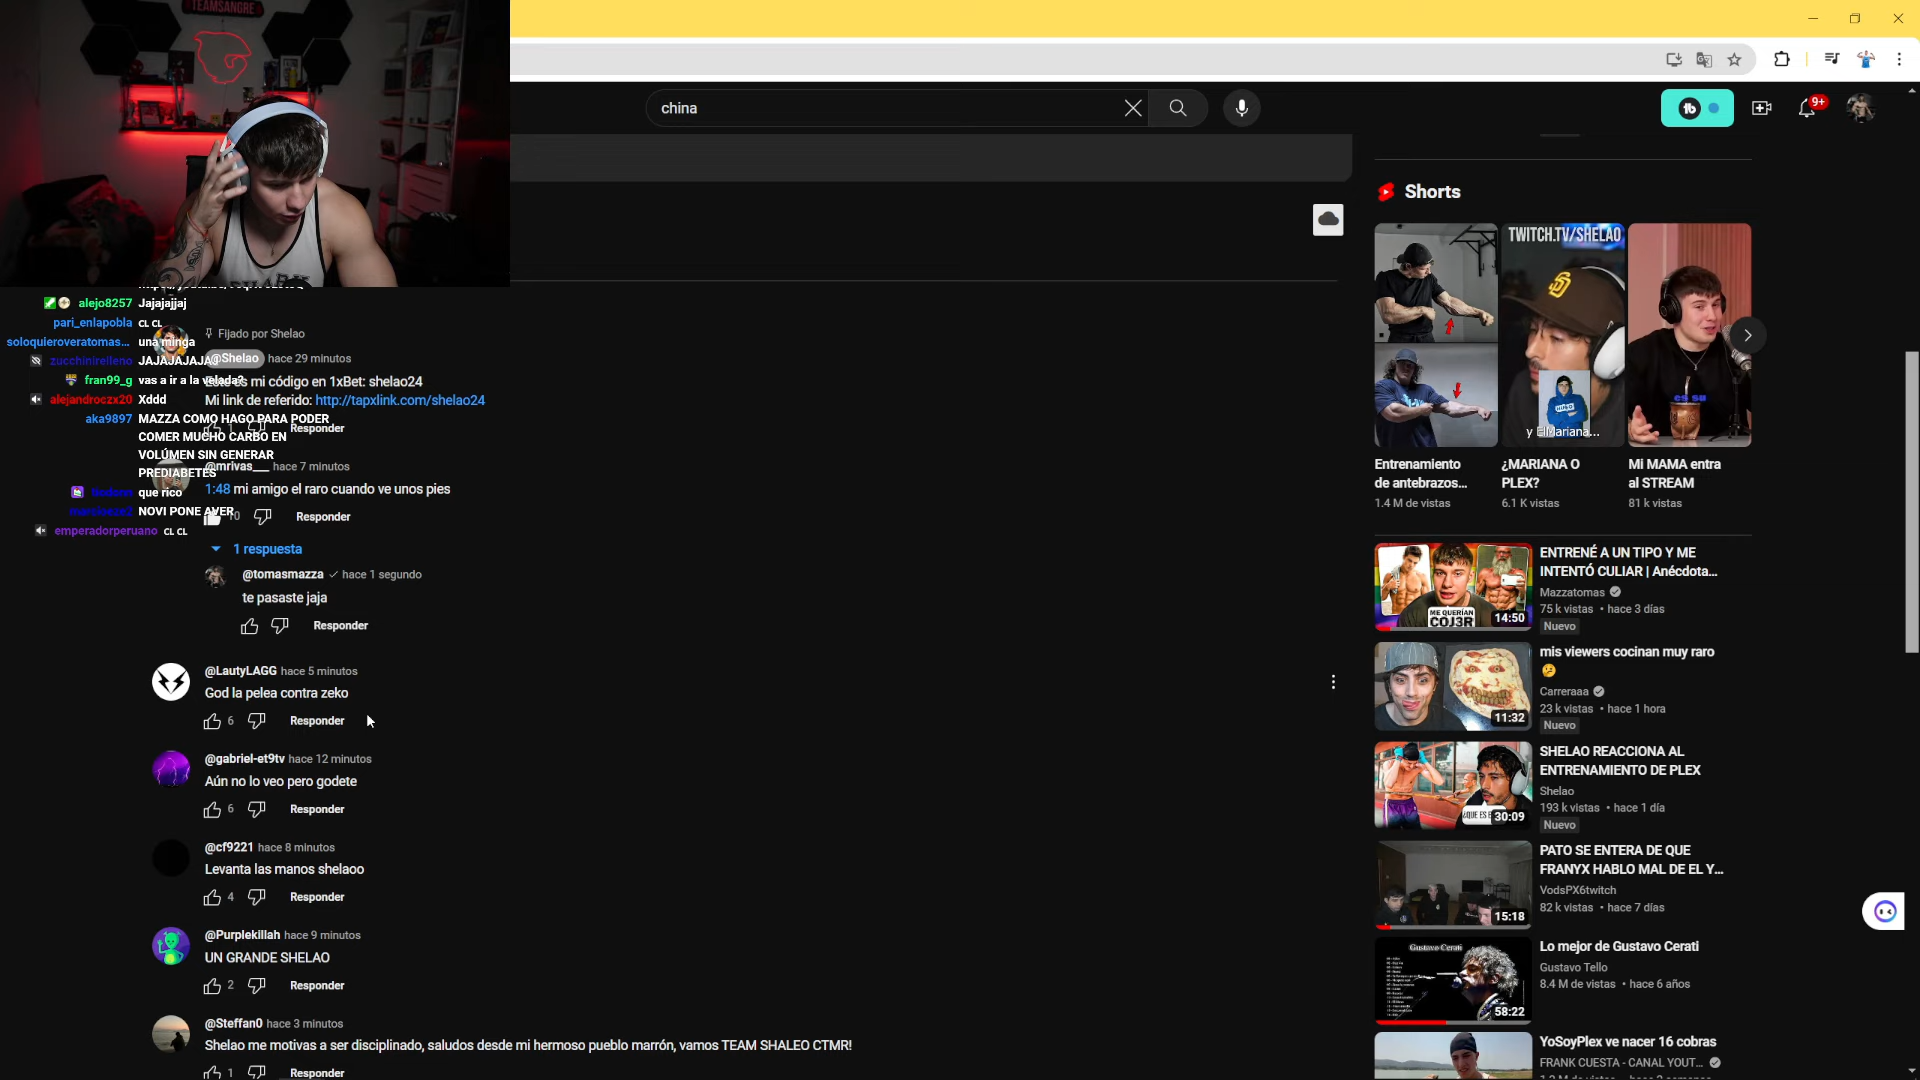 TEAMSANGRE
china
9+
alejo8257 Jajajajjaj
pari_enlapobla CL CL
soloquieroveratomas... una minga
zucchinirelleno JAJAJAJAJAJ
fran99_g vas a ir a la velada?
alejandroczx20 Xddd
aka9897 MAZZA COMO HAGO PARA PODER
COMER MUCHO CARBO EN
VOLÚMEN SIN GENERAR
PREDIABETES
que rico
NOVI PONE AYER
emperadorperuano CL CL
Fijado por Shelao
@Shelao hace 29 minutos
es mi código en 1xBet: shelao24
Mi link de referido: http://tapxlink.com/shelao24
1 Responder
@mrivas___ hace 7 minutos
1:48 mi amigo el raro cuando ve unos pies
10 Responder
1 respuesta
@tomasmazza hace 1 segundo
te pasaste jaja
Responder
@LautyLAGG hace 5 minutos
God la pelea contra zeko
6 Responder
@gabriel-et9tv hace 12 minutos
Aún no lo veo pero godete
6 Responder
@cf9221 hace 8 minutos
Levanta las manos shelaoo
4 Responder
@Purplekillah hace 9 minutos
UN GRANDE SHELAO
2 Responder
@Steffan0 hace 3 minutos
Shelao me motivas a ser disciplinado, saludos desde mi hermoso pueblo marrón, vamos TEAM SHALEO CTMR!
1 Responder
Shorts
TWITCH.TV/SHELAO
y ElMariana...
es su
Entrenamiento
de antebrazos...
1.4 M de vistas
¿MARIANA O
PLEX?
6.1 K vistas
Mi MAMA entra
al STREAM
81 k vistas
ME QUERÍAN
COJ3R
14:50
ENTRENÉ A UN TIPO Y ME
INTENTÓ CULIAR | Anécdota...
Mazzatomas
75 k vistas • hace 3 días
Nuevo
11:32
mis viewers cocinan muy raro
Carreraaa
23 k vistas • hace 1 hora
Nuevo
¿QUE ES E
30:09
SHELAO REACCIONA AL
ENTRENAMIENTO DE PLEX
Shelao
193 k vistas • hace 1 día
Nuevo
15:18
PATO SE ENTERA DE QUE
FRANYX HABLO MAL DE EL Y...
VodsPX6twitch
82 k vistas • hace 7 días
Gustavo Cerati
58:22
Lo mejor de Gustavo Cerati
Gustavo Tello
8.4 M de vistas • hace 6 años
YoSoyPlex ve nacer 16 cobras
FRANK CUESTA - CANAL YOUT...